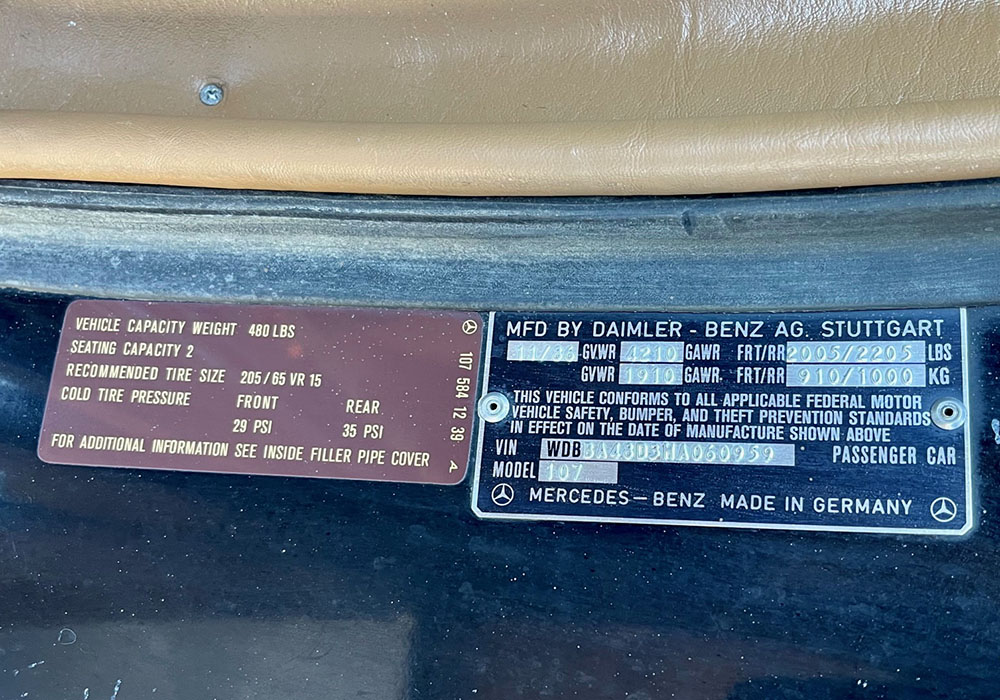 VEHICLE CAPACITY WEIGHT 480 LBS
SEATING CAPACITY 2
RECOMMENDED TIRE SIZE 205/65 VR 15
COLD TIRE PRESSURE FRONT REAR
29 PSI 35 PSI
FOR ADDITIONAL INFORMATION SEE INSIDE FILLER PIPE COVER
107 584 12 39 A
MFD BY DAIMLER - BENZ AG. STUTTGART
11/86 GVWR 4210 GAWR FRT/RR 2005/2205 LBS
GVWR 1910 GAWR FRT/RR 910/1000 KG
THIS VEHICLE CONFORMS TO ALL APPLICABLE FEDERAL MOTOR
VEHICLE SAFETY, BUMPER, AND THEFT PREVENTION STANDARDS
IN EFFECT ON THE DATE OF MANUFACTURE SHOWN ABOVE
VIN WDBBA48D3HA060959 PASSENGER CAR
MODEL 107
MERCEDES-BENZ MADE IN GERMANY